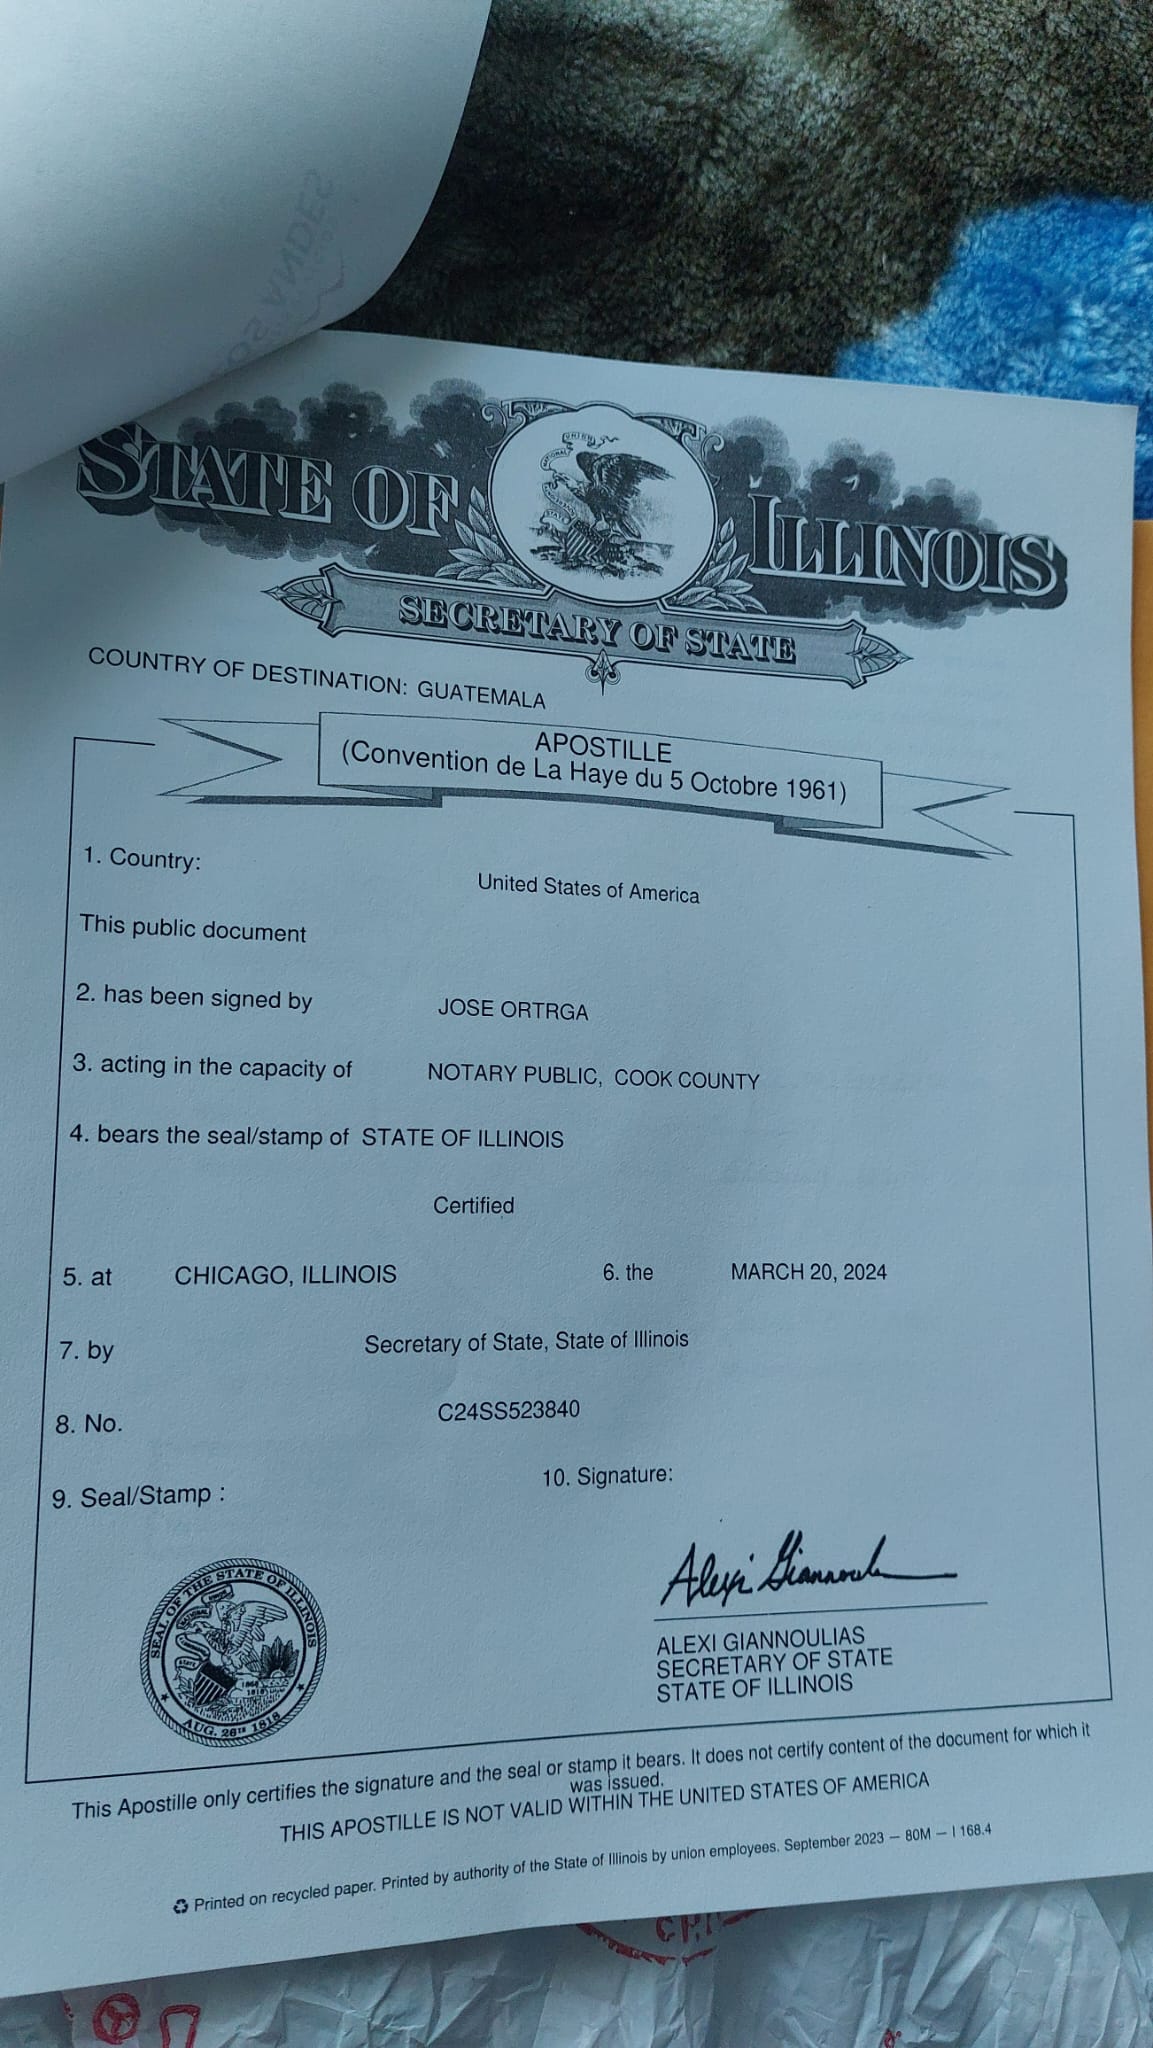 STATE OF ILLINOIS
SECRETARY OF STATE
COUNTRY OF DESTINATION: GUATEMALA
APOSTILLE
(Convention de La Haye du 5 Octobre 1961)
1. Country: United States of America
This public document
2. has been signed by JOSE ORTRGA
3. acting in the capacity of NOTARY PUBLIC, COOK COUNTY
4. bears the seal/stamp of STATE OF ILLINOIS
Certified
5. at CHICAGO, ILLINOIS 6. the MARCH 20, 2024
7. by Secretary of State, State of Illinois
8. No. C24SS523840
9. Seal/Stamp : 10. Signature:
SEAL OF THE STATE OF ILLINOIS
AUG. 26TH 1818
Alexi Giannoulias
ALEXI GIANNOULIAS
SECRETARY OF STATE
STATE OF ILLINOIS
This Apostille only certifies the signature and the seal or stamp it bears. It does not certify content of the document for which it
was issued.
THIS APOSTILLE IS NOT VALID WITHIN THE UNITED STATES OF AMERICA
Printed on recycled paper. Printed by authority of the State of Illinois by union employees. September 2023 — 80M — I 168.4